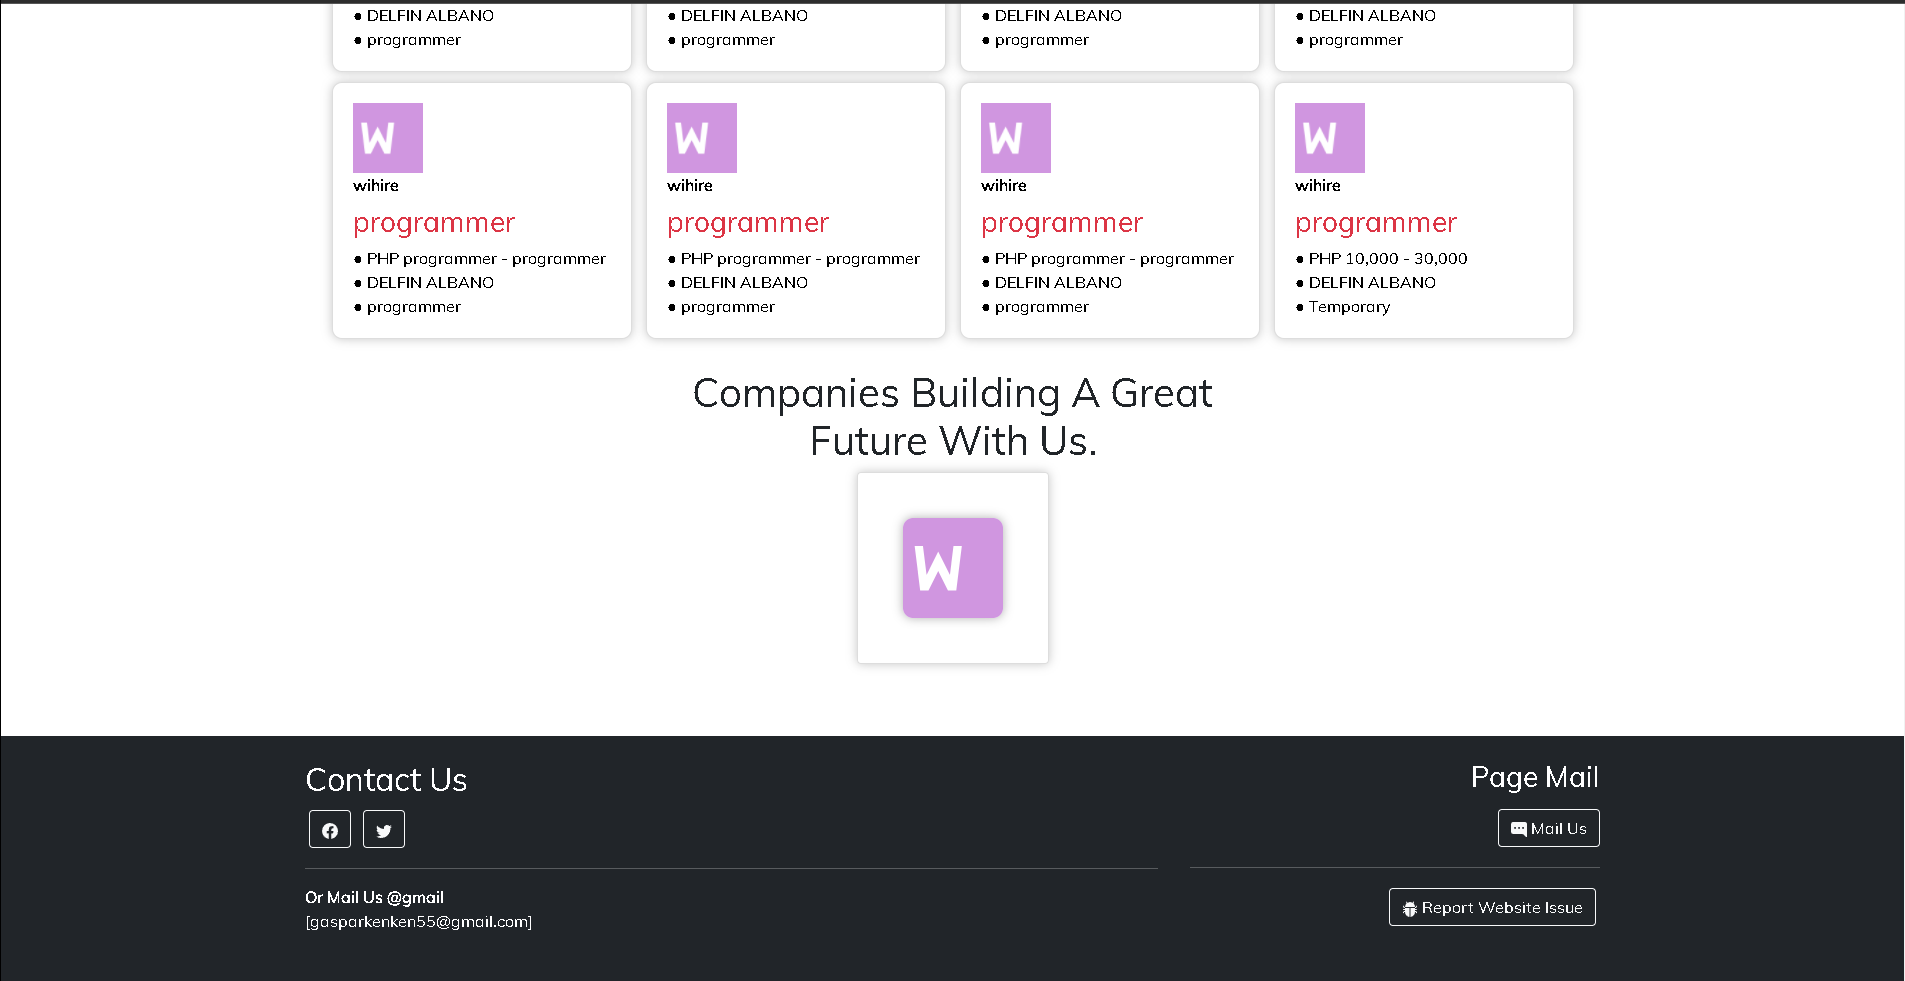 ● DELFIN ALBANO
● programmer
● DELFIN ALBANO
● programmer
● DELFIN ALBANO
● programmer
● DELFIN ALBANO
● programmer
W
wihire
programmer
● PHP programmer - programmer
● DELFIN ALBANO
● programmer
W
wihire
programmer
● PHP programmer - programmer
● DELFIN ALBANO
● programmer
W
wihire
programmer
● PHP programmer - programmer
● DELFIN ALBANO
● programmer
W
wihire
programmer
● PHP 10,000 - 30,000
● DELFIN ALBANO
● Temporary
Companies Building A Great
Future With Us.
W
Contact Us
Or Mail Us @gmail
[gasparkenken55@gmail.com]
Page Mail
Mail Us
Report Website Issue